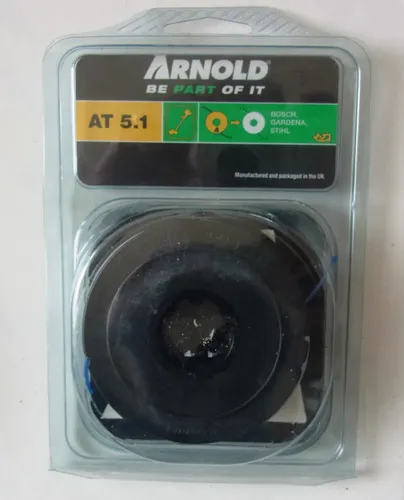 ARNOLD
BE PART OF IT
AT 5.1
BOSCH,
GARDENA,
STIHL
Manufactured and packaged in the UK.